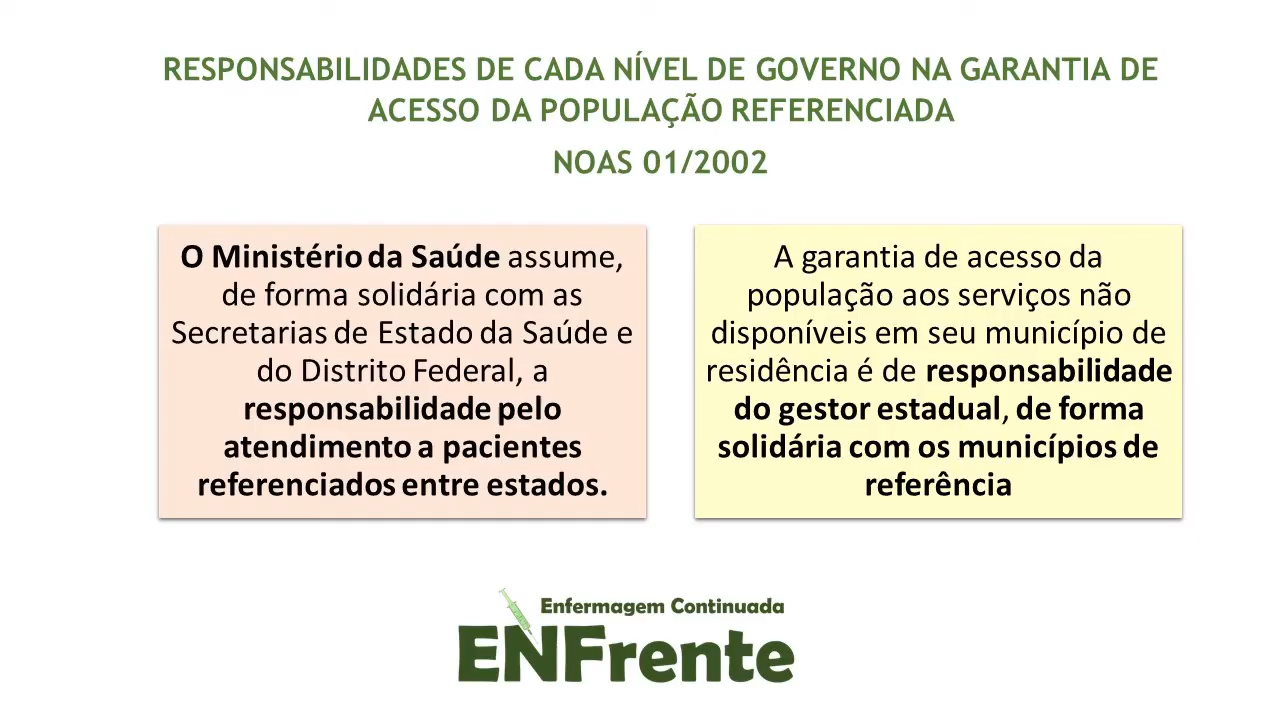 RESPONSABILIDADES DE CADA NÍVEL DE GOVERNO NA GARANTIA DE
ACESSO DA POPULAÇÃO REFERENCIADA
NOAS 01/2002
O Ministério da Saúde assume,
de forma solidária com as
Secretarias de Estado da Saúde e
do Distrito Federal, a
responsabilidade pelo
atendimento a pacientes
referenciados entre estados.
A garantia de acesso da
população aos serviços não
disponíveis em seu município de
residência é de responsabilidade
do gestor estadual, de forma
solidária com os municípios de
referência
Enfermagem Continuada
ENFrente